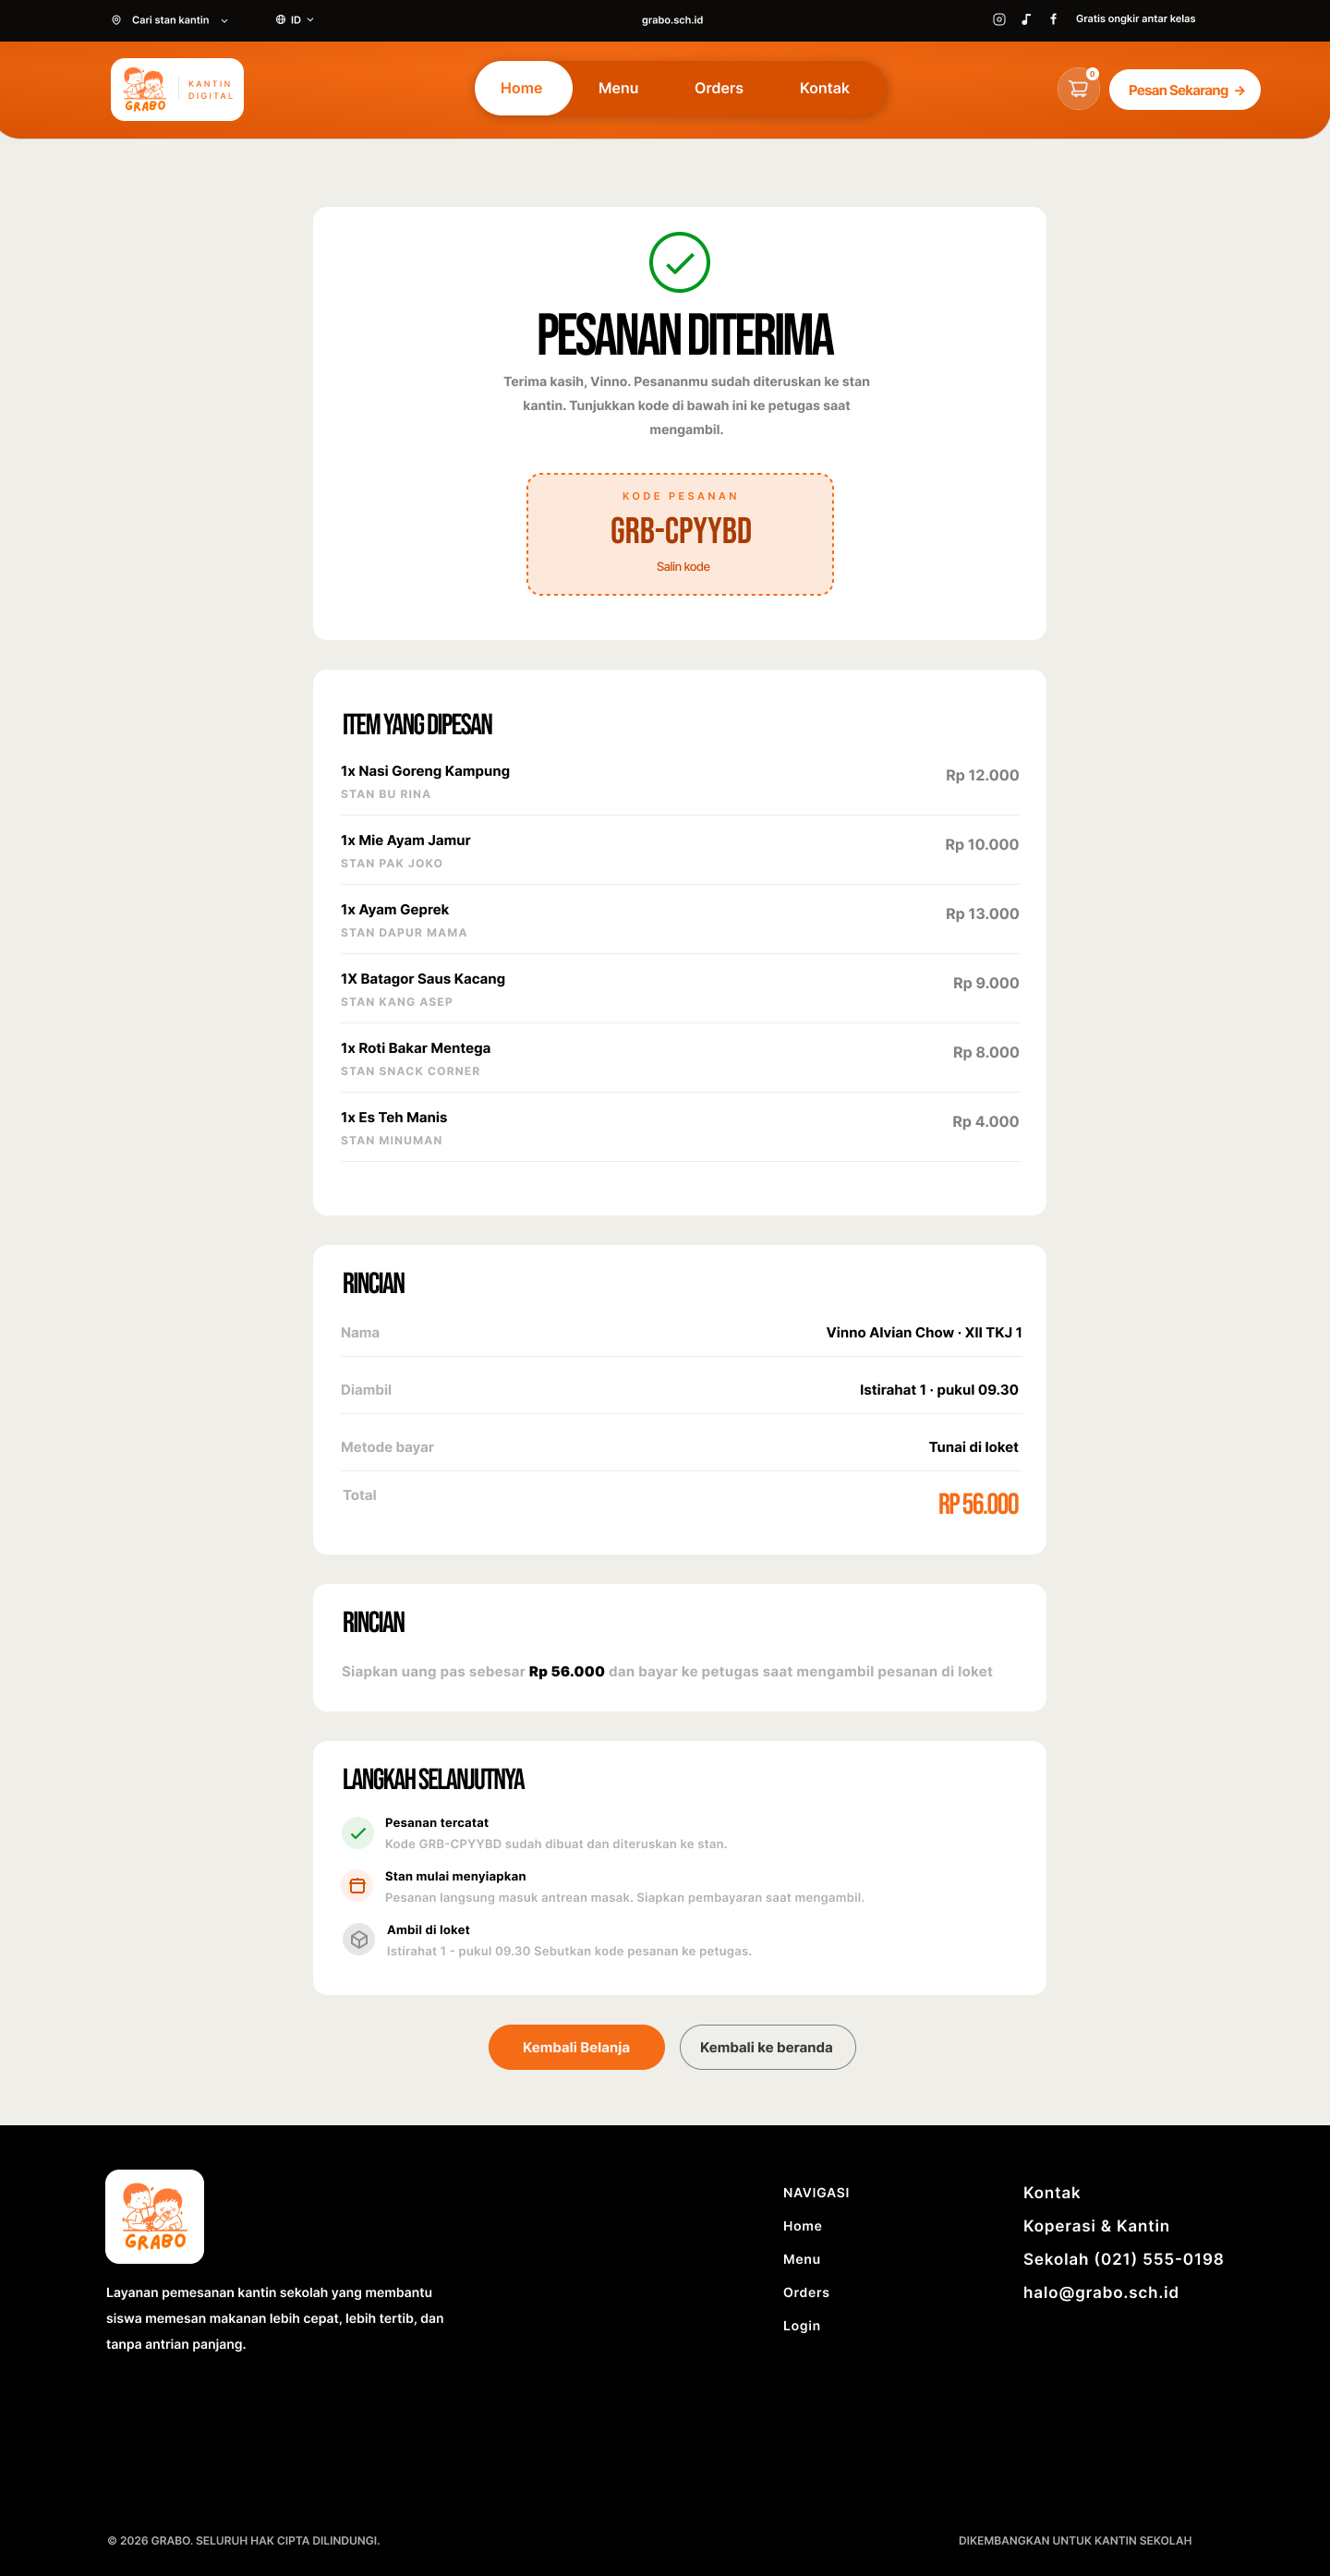 Cari stan kantin
ID
grabo.sch.id
Gratis ongkir antar kelas
GRABO
KANTIN
DIGITAL
Home
Menu
Orders
Kontak
0
Pesan Sekarang →
PESANAN DITERIMA
Terima kasih, Vinno. Pesananmu sudah diteruskan ke stan
kantin. Tunjukkan kode di bawah ini ke petugas saat
mengambil.
KODE PESANAN
GRB-CPYYBD
Salin kode
ITEM YANG DIPESAN
1x Nasi Goreng Kampung
Rp 12.000
STAN BU RINA
1x Mie Ayam Jamur
Rp 10.000
STAN PAK JOKO
1x Ayam Geprek
Rp 13.000
STAN DAPUR MAMA
1X Batagor Saus Kacang
Rp 9.000
STAN KANG ASEP
1x Roti Bakar Mentega
Rp 8.000
STAN SNACK CORNER
1x Es Teh Manis
Rp 4.000
STAN MINUMAN
RINCIAN
Nama
Vinno Alvian Chow · XII TKJ 1
Diambil
Istirahat 1 · pukul 09.30
Metode bayar
Tunai di loket
Total
RP 56.000
RINCIAN
Siapkan uang pas sebesar Rp 56.000 dan bayar ke petugas saat mengambil pesanan di loket
LANGKAH SELANJUTNYA
Pesanan tercatat
Kode GRB-CPYYBD sudah dibuat dan diteruskan ke stan.
Stan mulai menyiapkan
Pesanan langsung masuk antrean masak. Siapkan pembayaran saat mengambil.
Ambil di loket
Istirahat 1 - pukul 09.30 Sebutkan kode pesanan ke petugas.
Kembali Belanja
Kembali ke beranda
GRABO
Layanan pemesanan kantin sekolah yang membantu
siswa memesan makanan lebih cepat, lebih tertib, dan
tanpa antrian panjang.
NAVIGASI
Home
Menu
Orders
Login
Kontak
Koperasi & Kantin
Sekolah (021) 555-0198
halo@grabo.sch.id
© 2026 GRABO. SELURUH HAK CIPTA DILINDUNGI.
DIKEMBANGKAN UNTUK KANTIN SEKOLAH